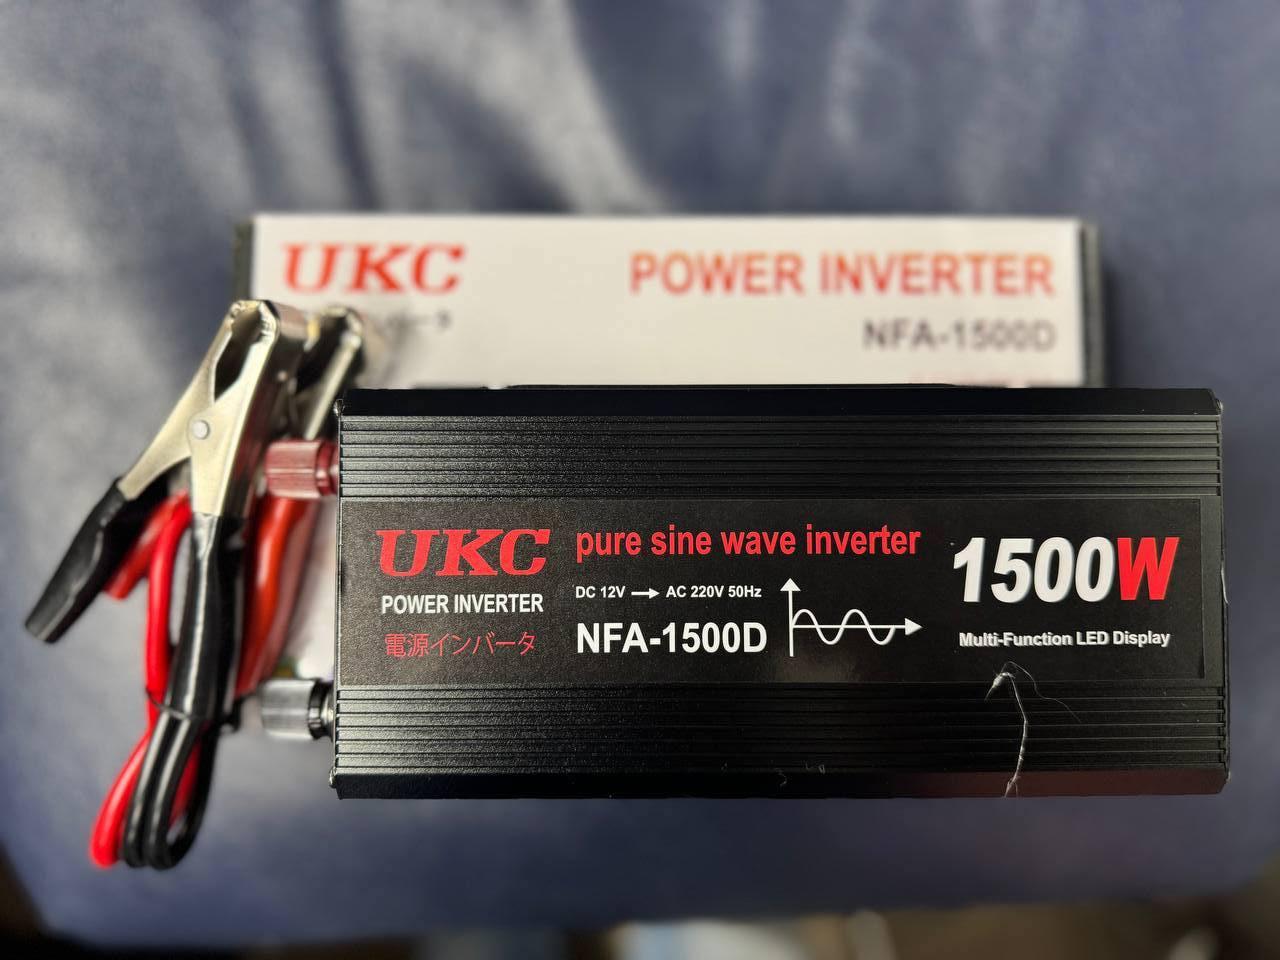 UKC
POWER INVERTER
NFA-1500D
UKC
POWER INVERTER
電源インバータ
pure sine wave inverter
DC 12V → AC 220V 50Hz
NFA-1500D
1500W
Multi-Function LED Display